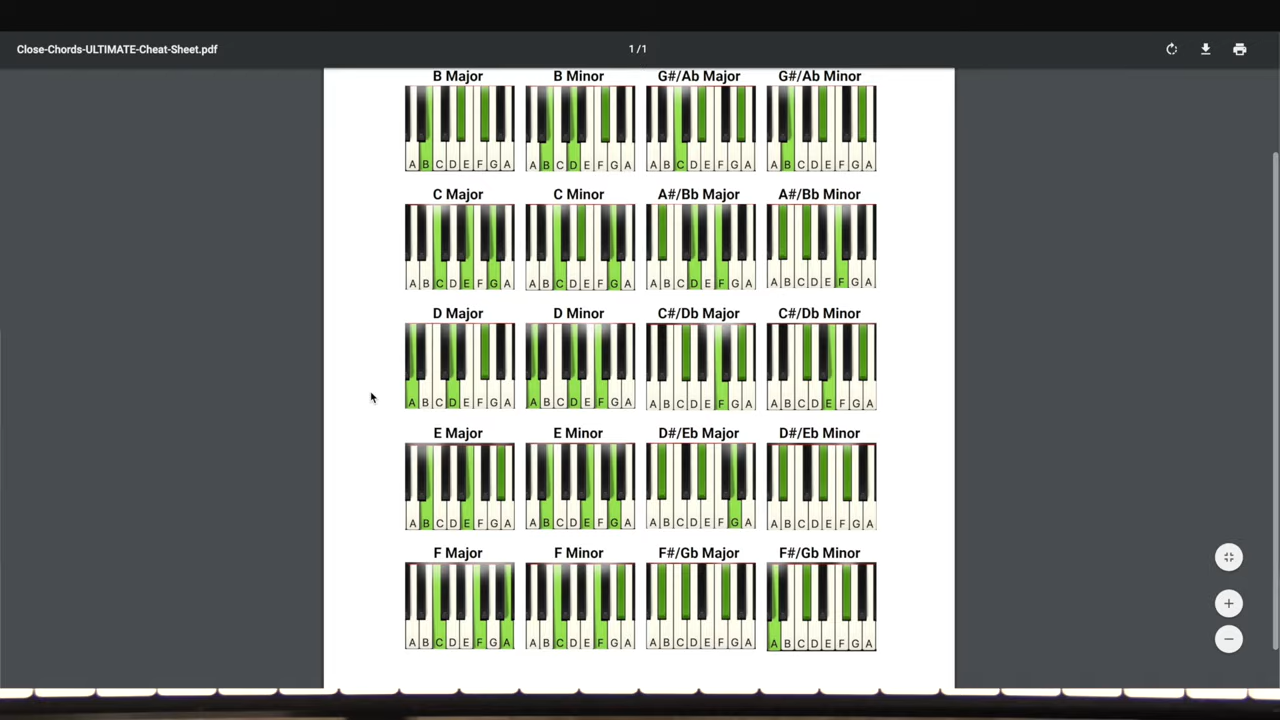 Close-Chords-ULTIMATE-Cheat-Sheet.pdf 1/1
B Major B Minor G#/Ab Major G#/Ab Minor
A B C D E F G A A B C D E F G A A B C D E F G A A B C D E F G A
C Major C Minor A#/Bb Major A#/Bb Minor
A B C D E F G A A B C D E F G A A B C D E F G A A B C D E F G A
D Major D Minor C#/Db Major C#/Db Minor
A B C D E F G A A B C D E F G A A B C D E F G A A B C D E F G A
E Major E Minor D#/Eb Major D#/Eb Minor
A B C D E F G A A B C D E F G A A B C D E F G A A B C D E F G A
F Major F Minor F#/Gb Major F#/Gb Minor
A B C D E F G A A B C D E F G A A B C D E F G A A B C D E F G A